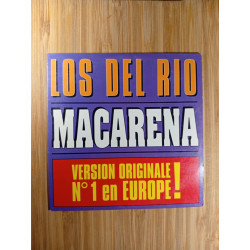 LOS DEL RIO
MACARENA
VERSION ORIGINALE
N° 1 en EUROPE !